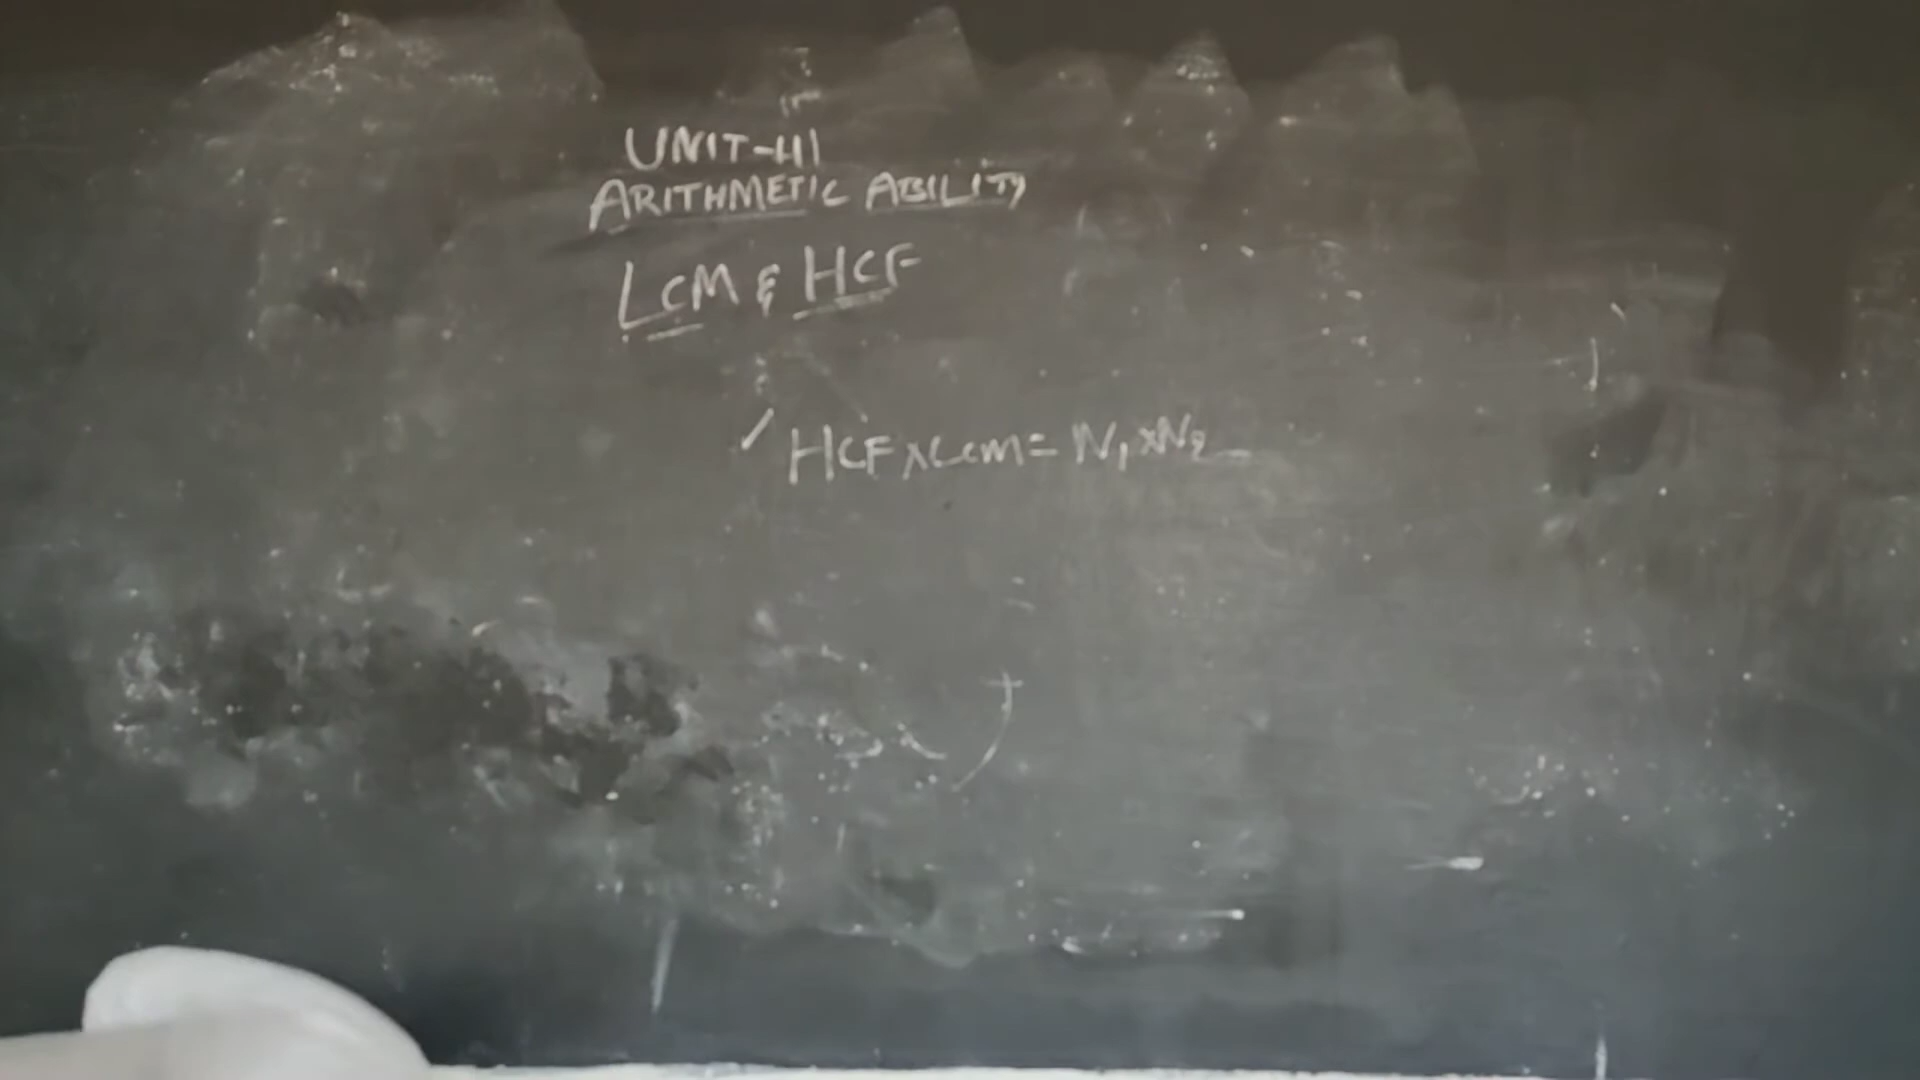 UNIT-III
ARITHMETIC ABILITY
LCM & HCF
HCF x LCM = N₁ x N₂